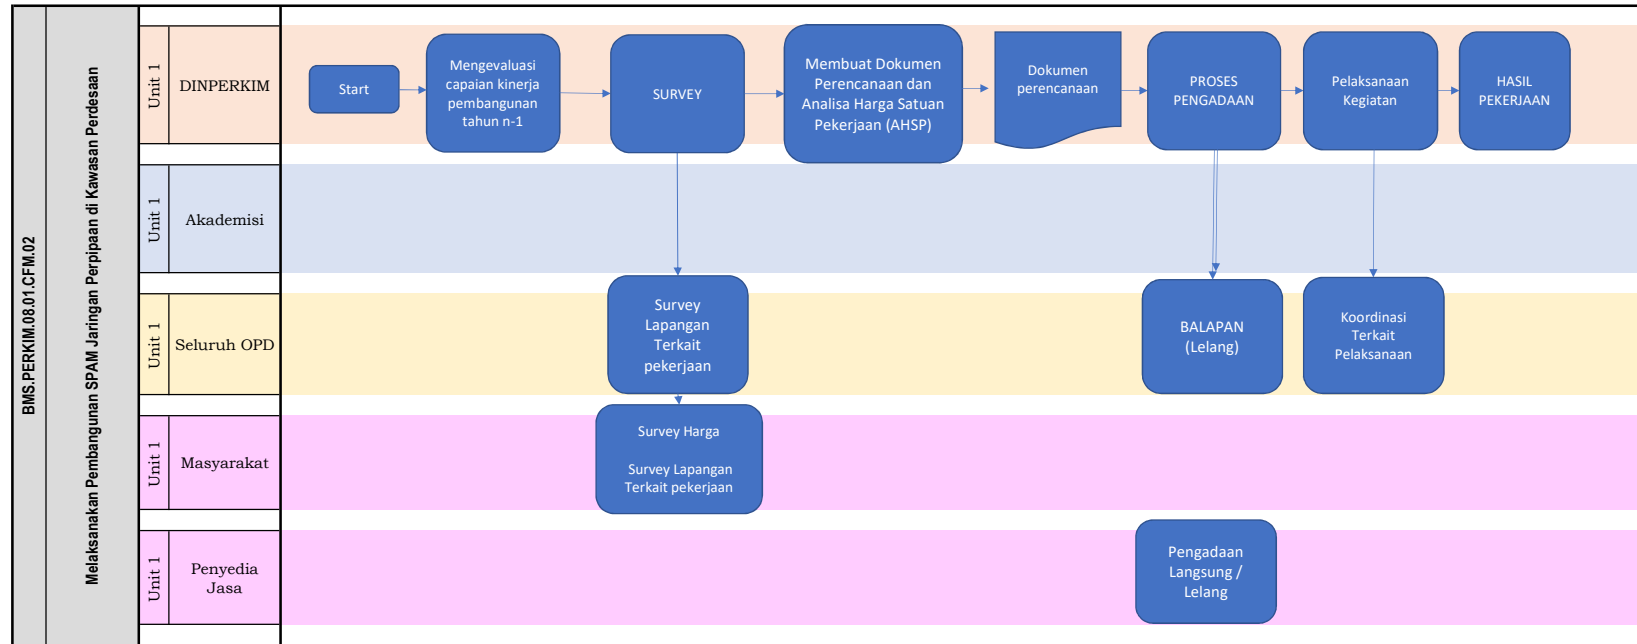 BMS.PERKIM.08.01.CFM.02
Melaksanakan Pembangunan SPAM Jaringan Perpipaan di Kawasan Perdesaan
Unit 1
DINPERKIM
Start
Mengevaluasi
capaian kinerja
pembangunan
tahun n-1
SURVEY
Membuat Dokumen
Perencanaan dan
Analisa Harga Satuan
Pekerjaan (AHSP)
Dokumen
perencanaan
PROSES
PENGADAAN
Pelaksanaan
Kegiatan
HASIL
PEKERJAAN
Unit 1
Akademisi
Unit 1
Seluruh OPD
Survey
Lapangan
Terkait
pekerjaan
BALAPAN
(Lelang)
Koordinasi
Terkait
Pelaksanaan
Unit 1
Masyarakat
Survey Harga
Survey Lapangan
Terkait pekerjaan
Unit 1
Penyedia
Jasa
Pengadaan
Langsung /
Lelang